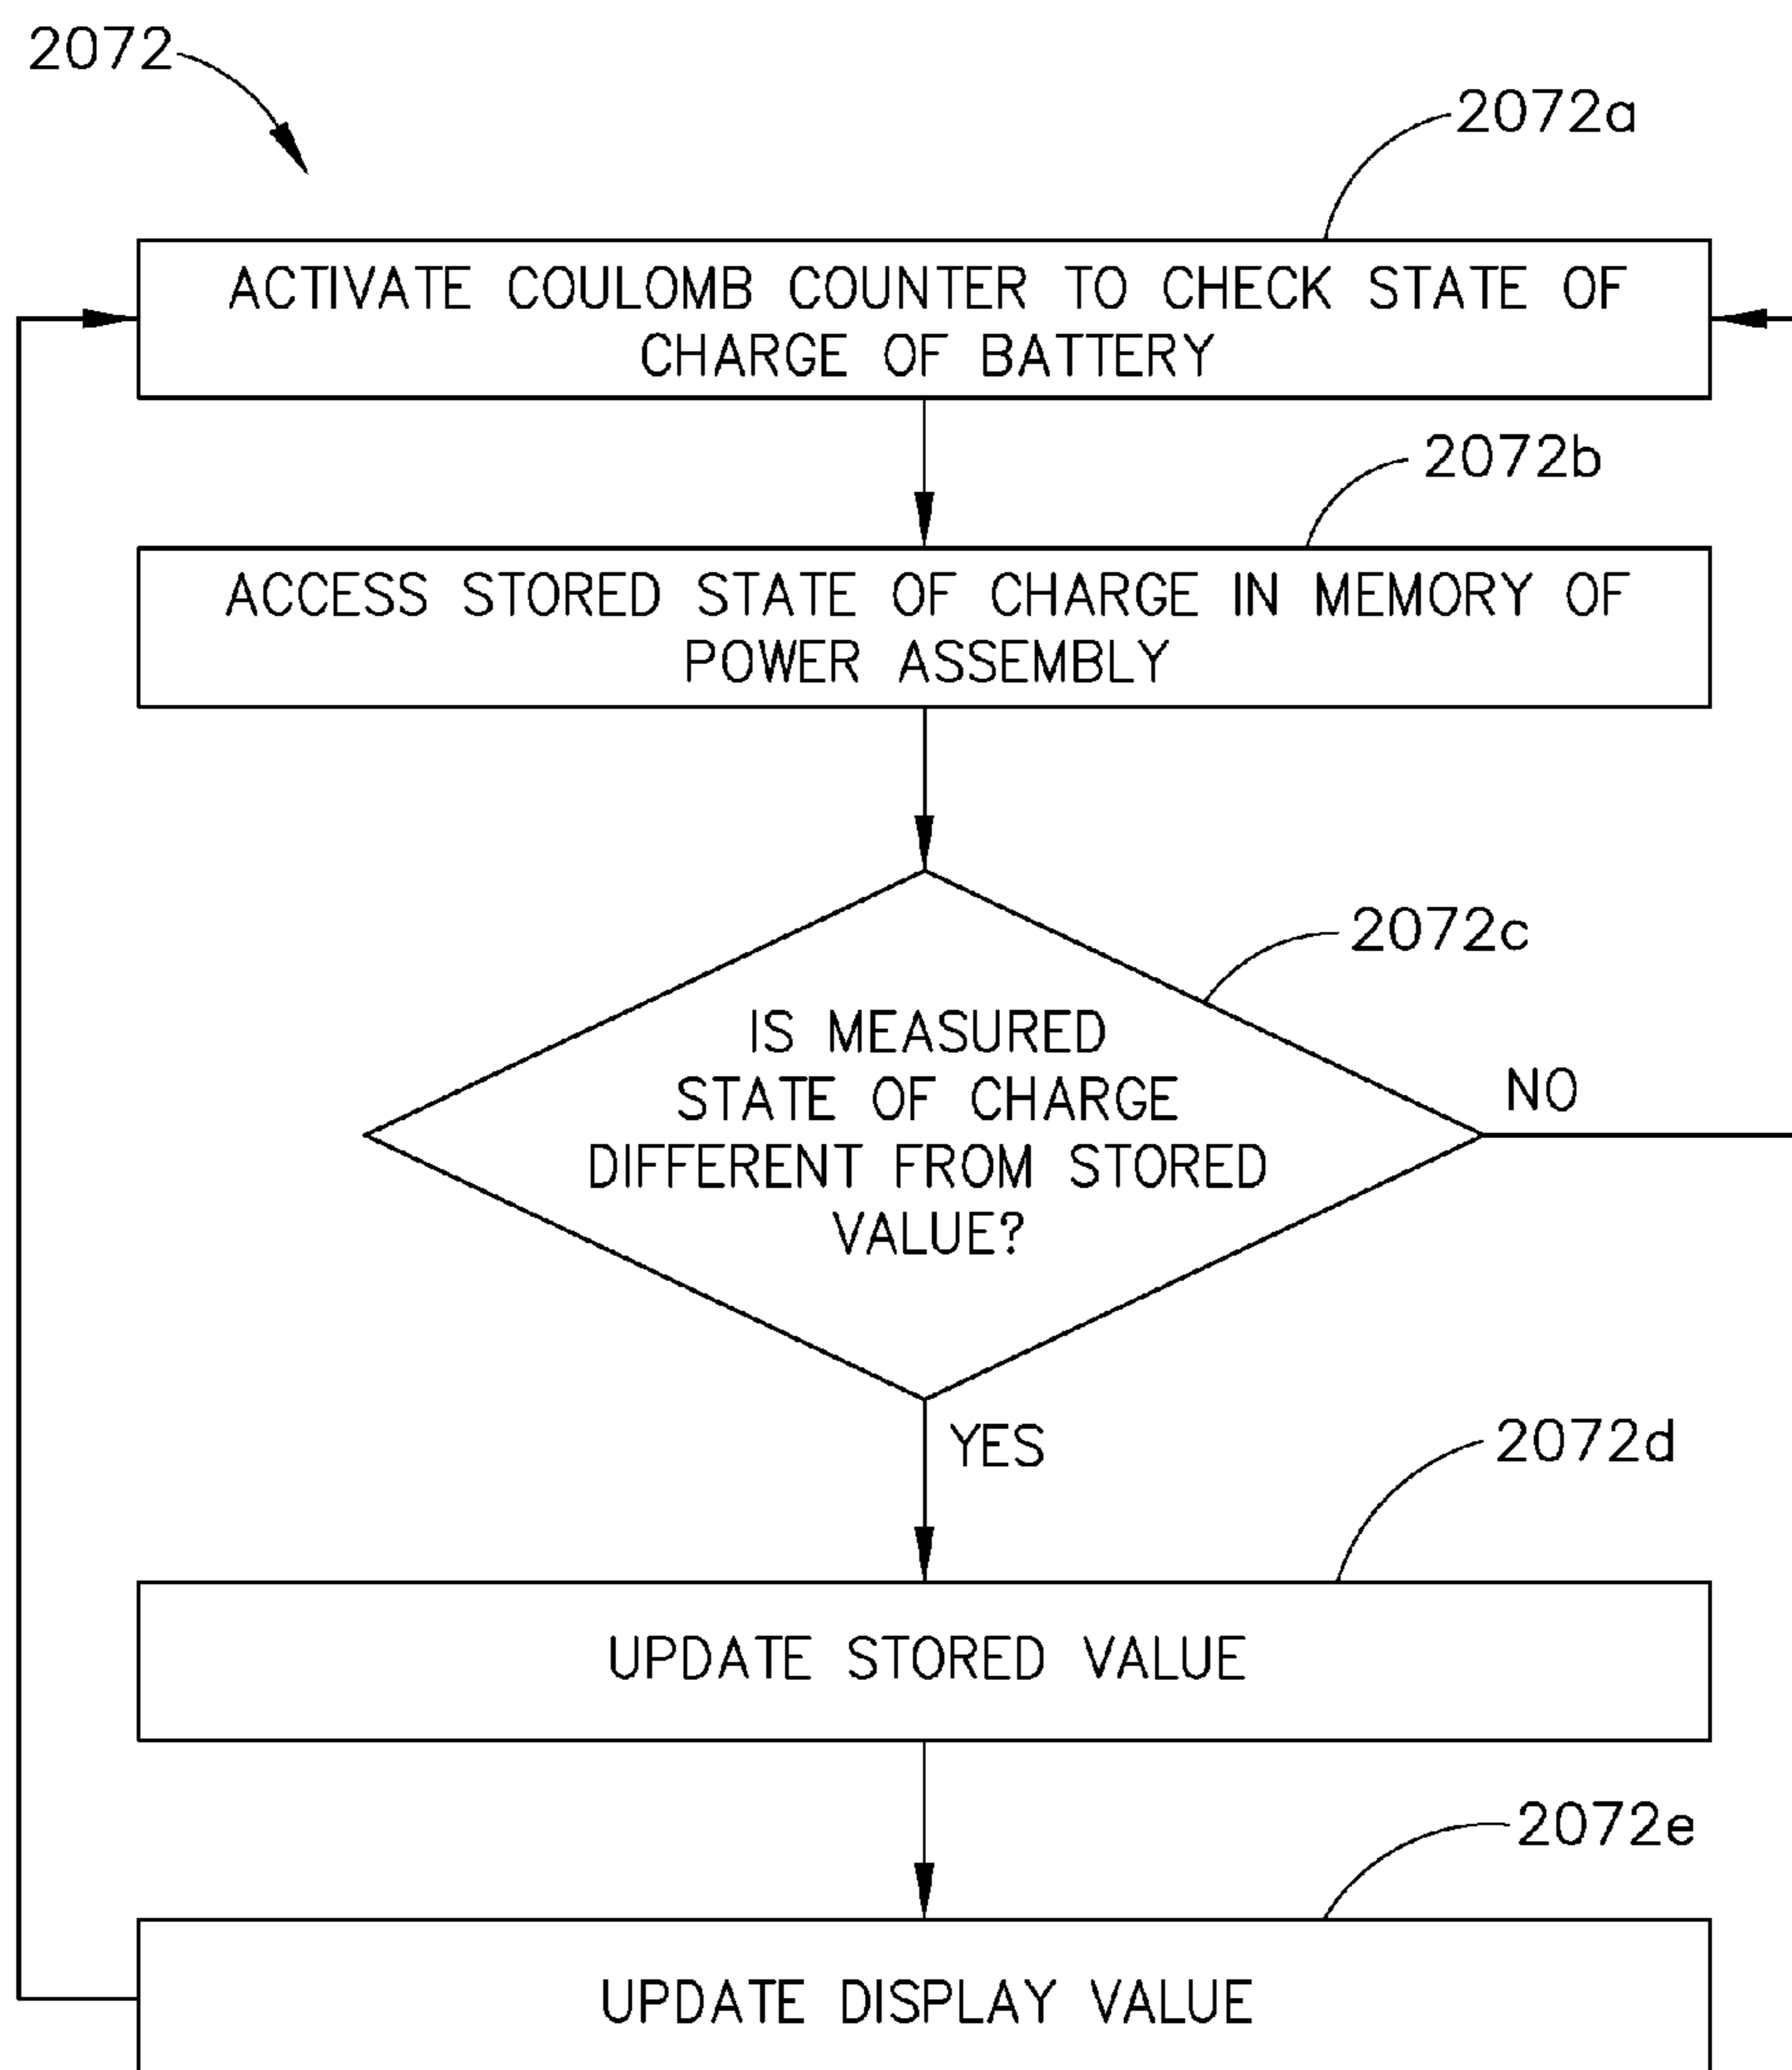 2072
2072a
ACTIVATE COULOMB COUNTER TO CHECK STATE OF
CHARGE OF BATTERY
2072b
ACCESS STORED STATE OF CHARGE IN MEMORY OF
POWER ASSEMBLY
2072c
IS MEASURED
STATE OF CHARGE
DIFFERENT FROM STORED
VALUE?
NO
YES
2072d
UPDATE STORED VALUE
2072e
UPDATE DISPLAY VALUE